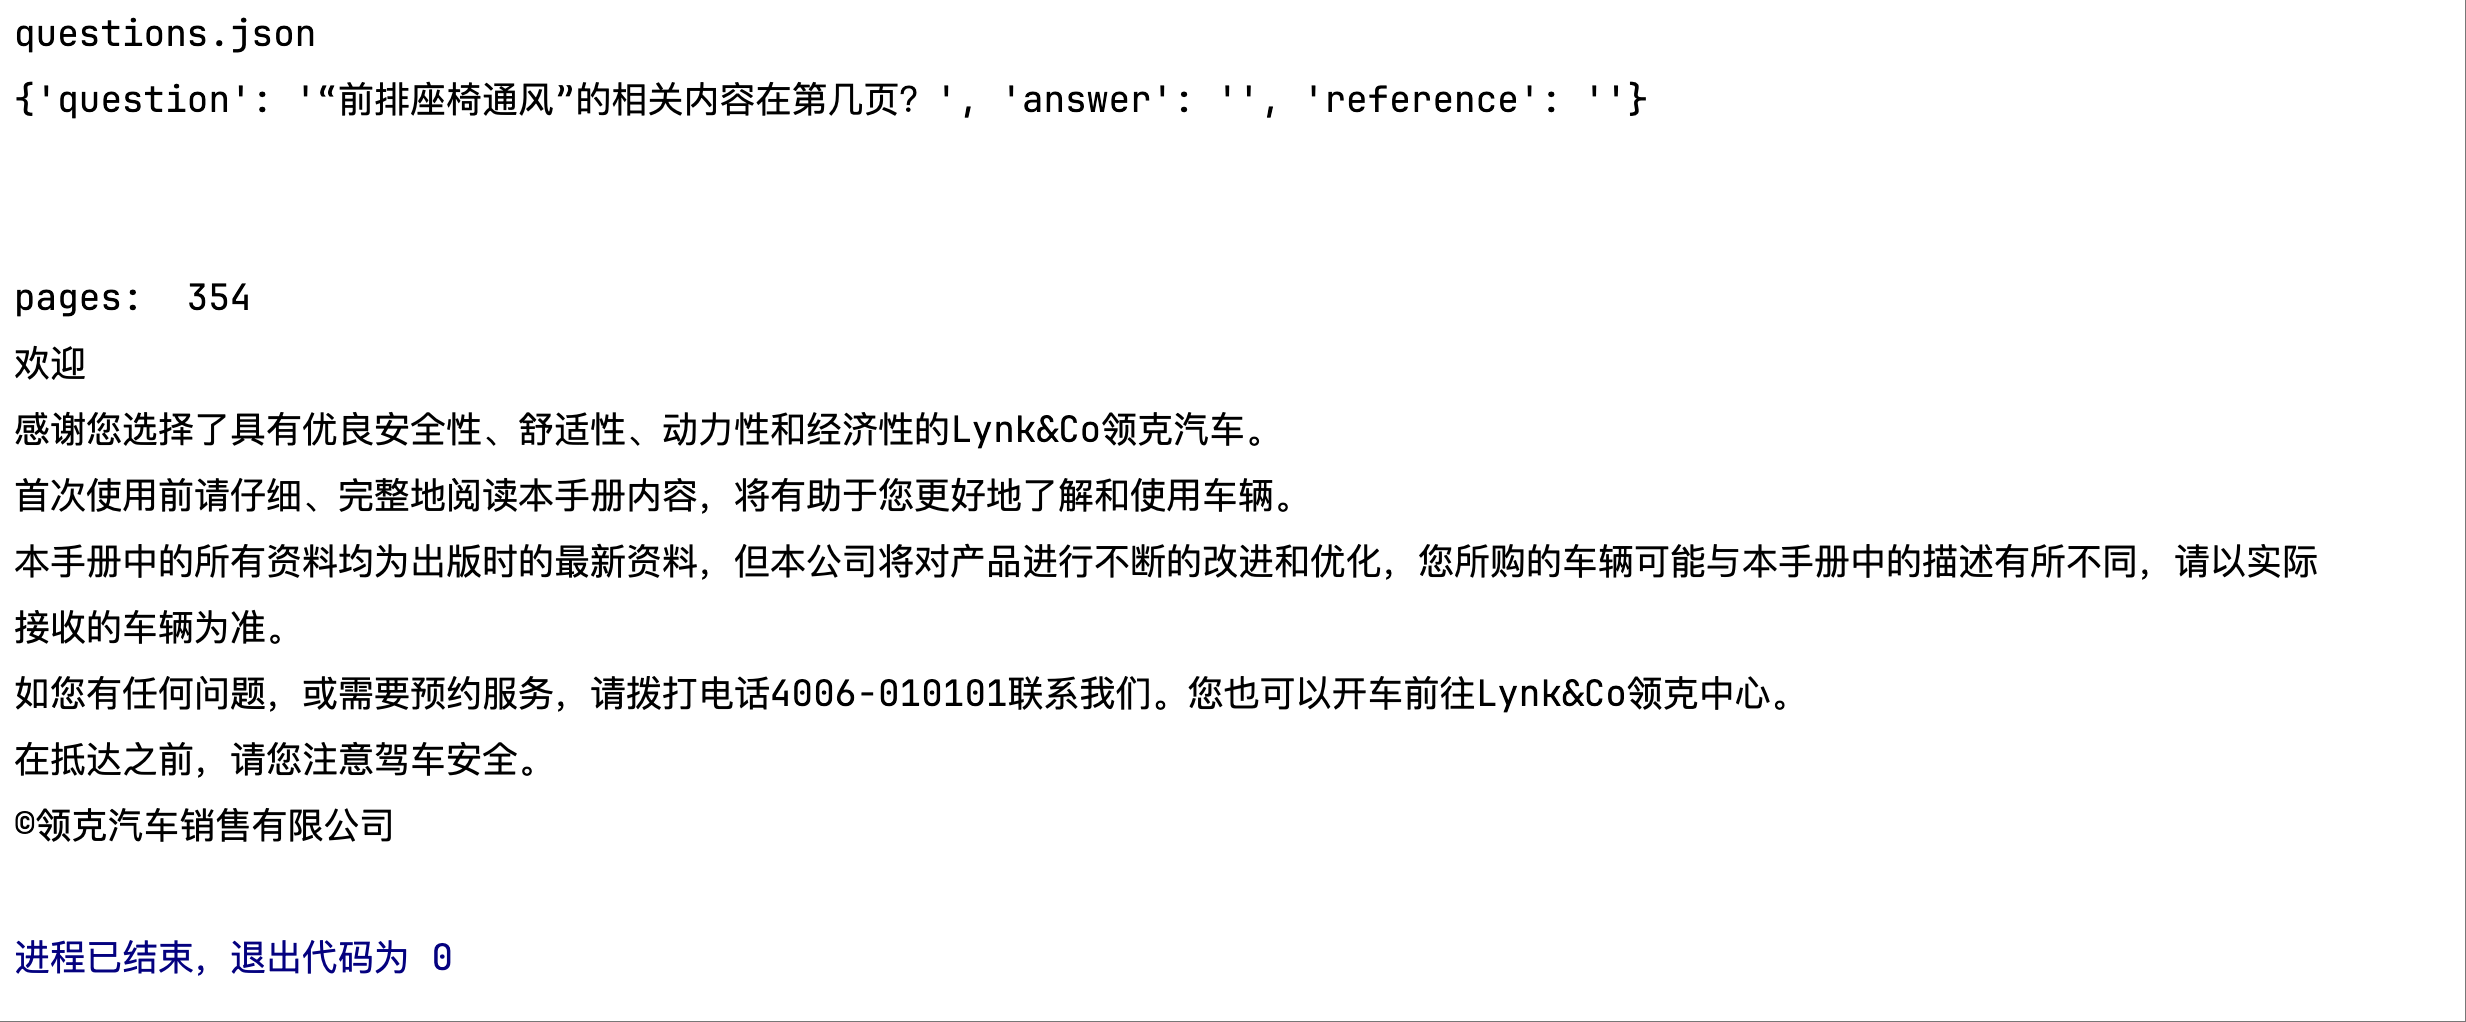 questions.json
{'question': '“前排座椅通风”的相关内容在第几页？', 'answer': '', 'reference': ''}
pages:  354
欢迎
感谢您选择了具有优良安全性、舒适性、动力性和经济性的Lynk&Co领克汽车。
首次使用前请仔细、完整地阅读本手册内容，将有助于您更好地了解和使用车辆。
本手册中的所有资料均为出版时的最新资料，但本公司将对产品进行不断的改进和优化，您所购的车辆可能与本手册中的描述有所不同，请以实际
接收的车辆为准。
如您有任何问题，或需要预约服务，请拨打电话4006-010101联系我们。您也可以开车前往Lynk&Co领克中心。
在抵达之前，请您注意驾车安全。
©领克汽车销售有限公司
进程已结束，退出代码为 0